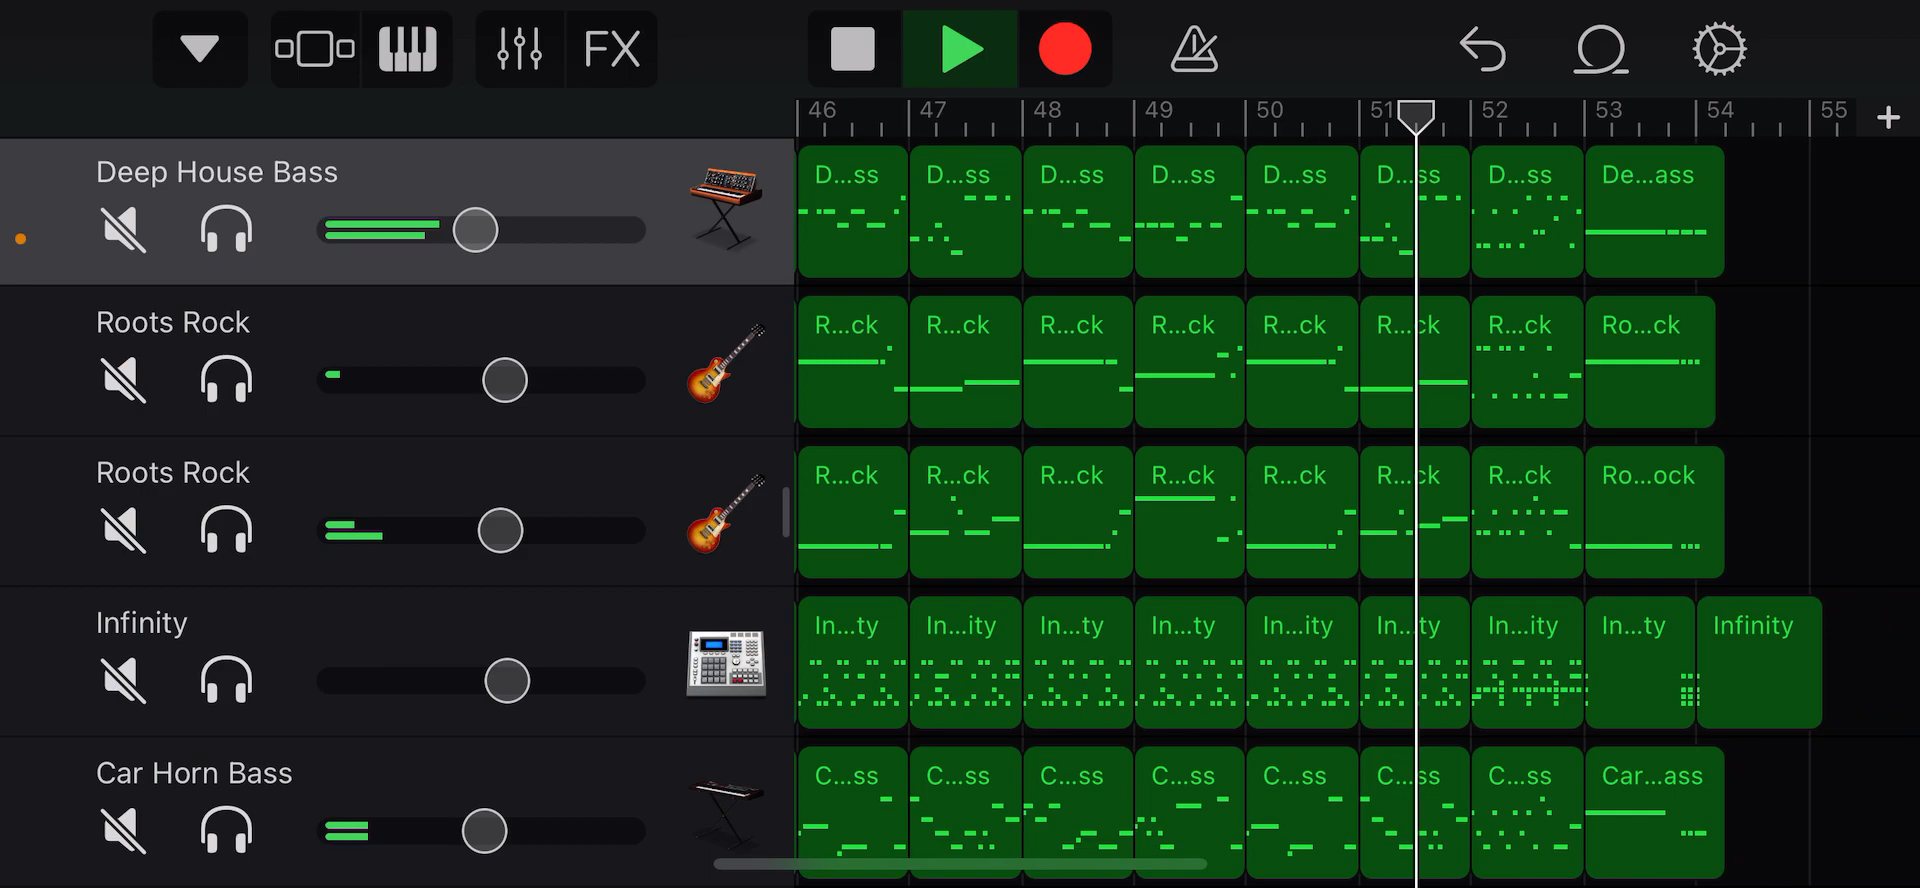 FX
46 47 48 49 50 51 52 53 54 55 +
Deep House Bass
D...ss D...ss D...ss D...ss D...ss D...ss D...ss De...ass
Roots Rock
R...ck R...ck R...ck R...ck R...ck R...ck R...ck Ro...ck
Roots Rock
R...ck R...ck R...ck R...ck R...ck R...ck R...ck Ro...ock
Infinity
In...ty In...ity In...ty In...ty In...ity In...ty In...ity In...ty Infinity
Car Horn Bass
C...ss C...ss C...ss C...ss C...ss C...ss C...ss Car...ass